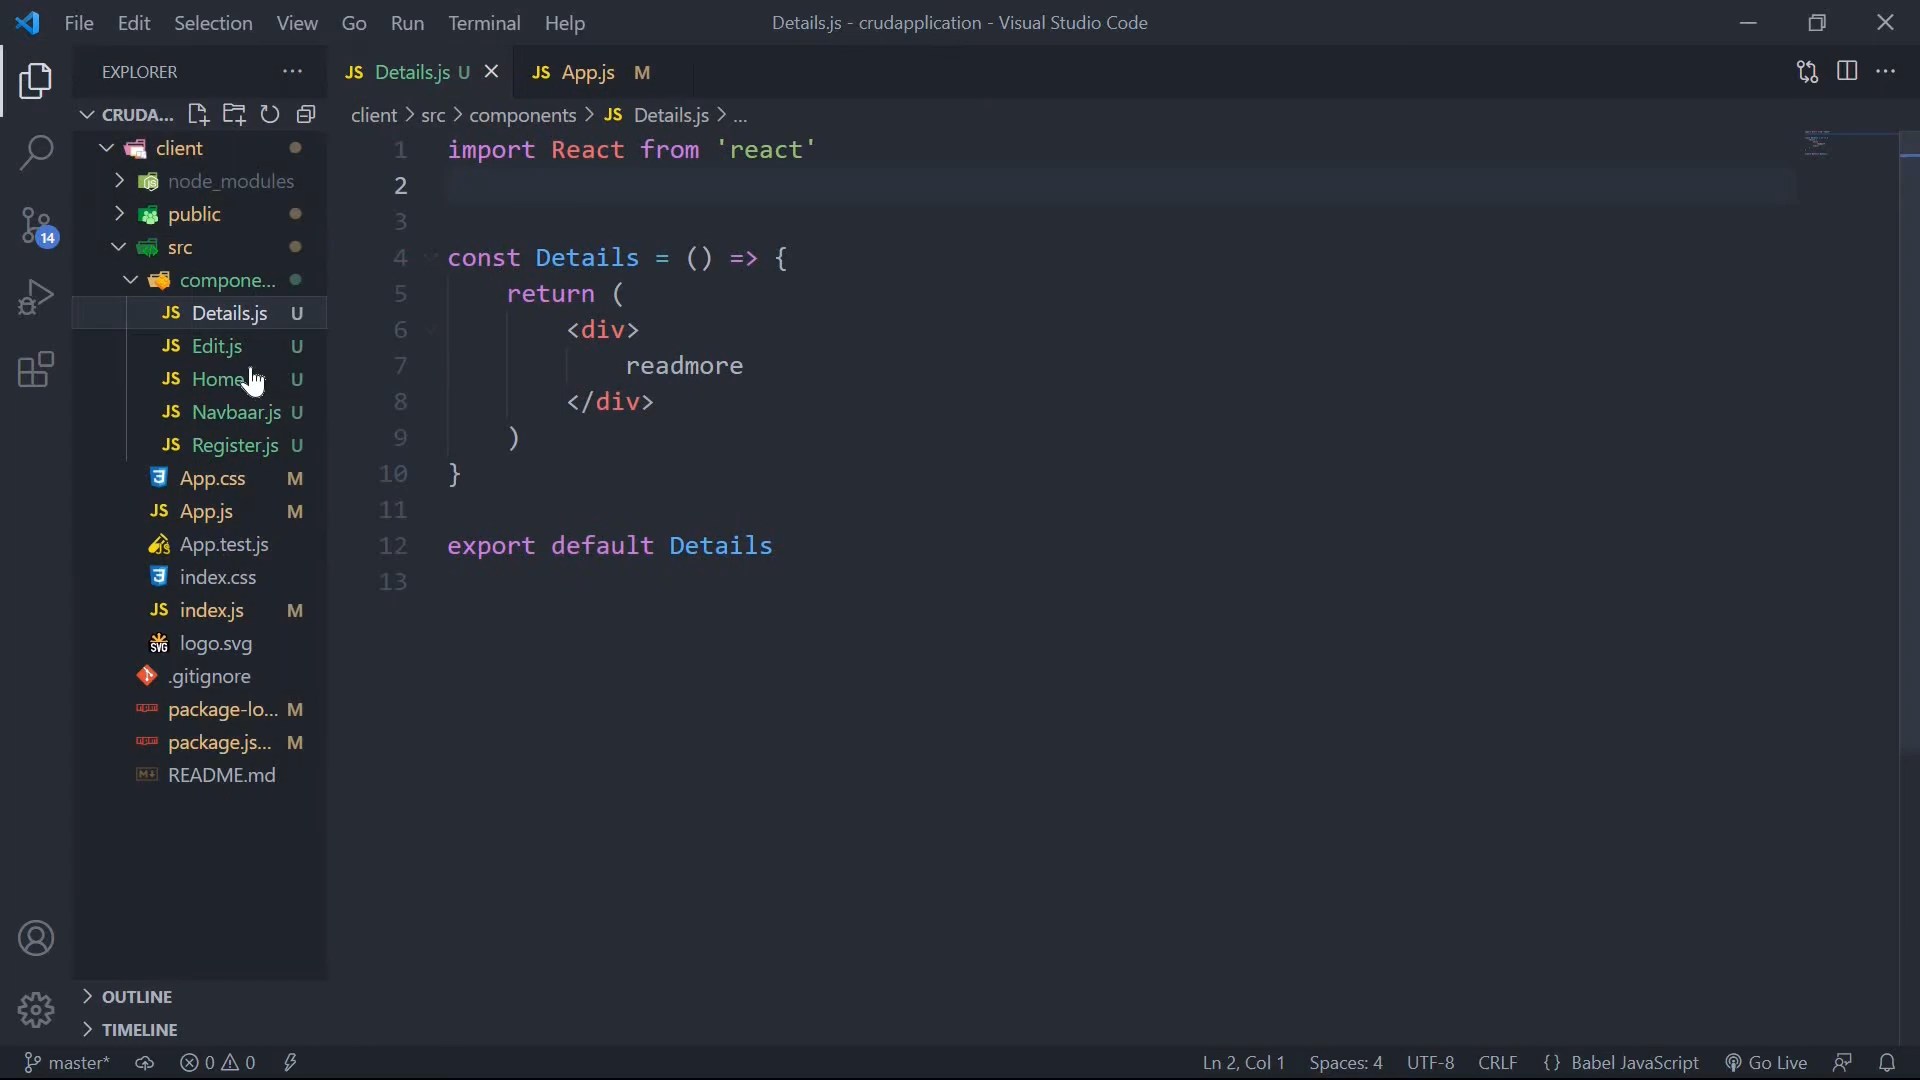 File Edit Selection View Go Run Terminal Help
Details.js - crudapplication - Visual Studio Code
EXPLORER
CRUDA...
client
node_modules
public
src
compone...
JS Details.js U
JS Edit.js U
JS Home U
JS Navbaar.js U
JS Register.js U
App.css M
JS App.js M
App.test.js
index.css
JS index.js M
SVG logo.svg
.gitignore
package-lo... M
package.js... M
README.md
OUTLINE
TIMELINE
14
JS Details.js U
JS App.js M
client > src > components > JS Details.js > ...
1 import React from 'react'
2
3
4 const Details = () => {
5 return (
6 <div>
7 readmore
8 </div>
9 )
10 }
11
12 export default Details
13
master* 0 0
Ln 2, Col 1 Spaces: 4 UTF-8 CRLF {} Babel JavaScript Go Live